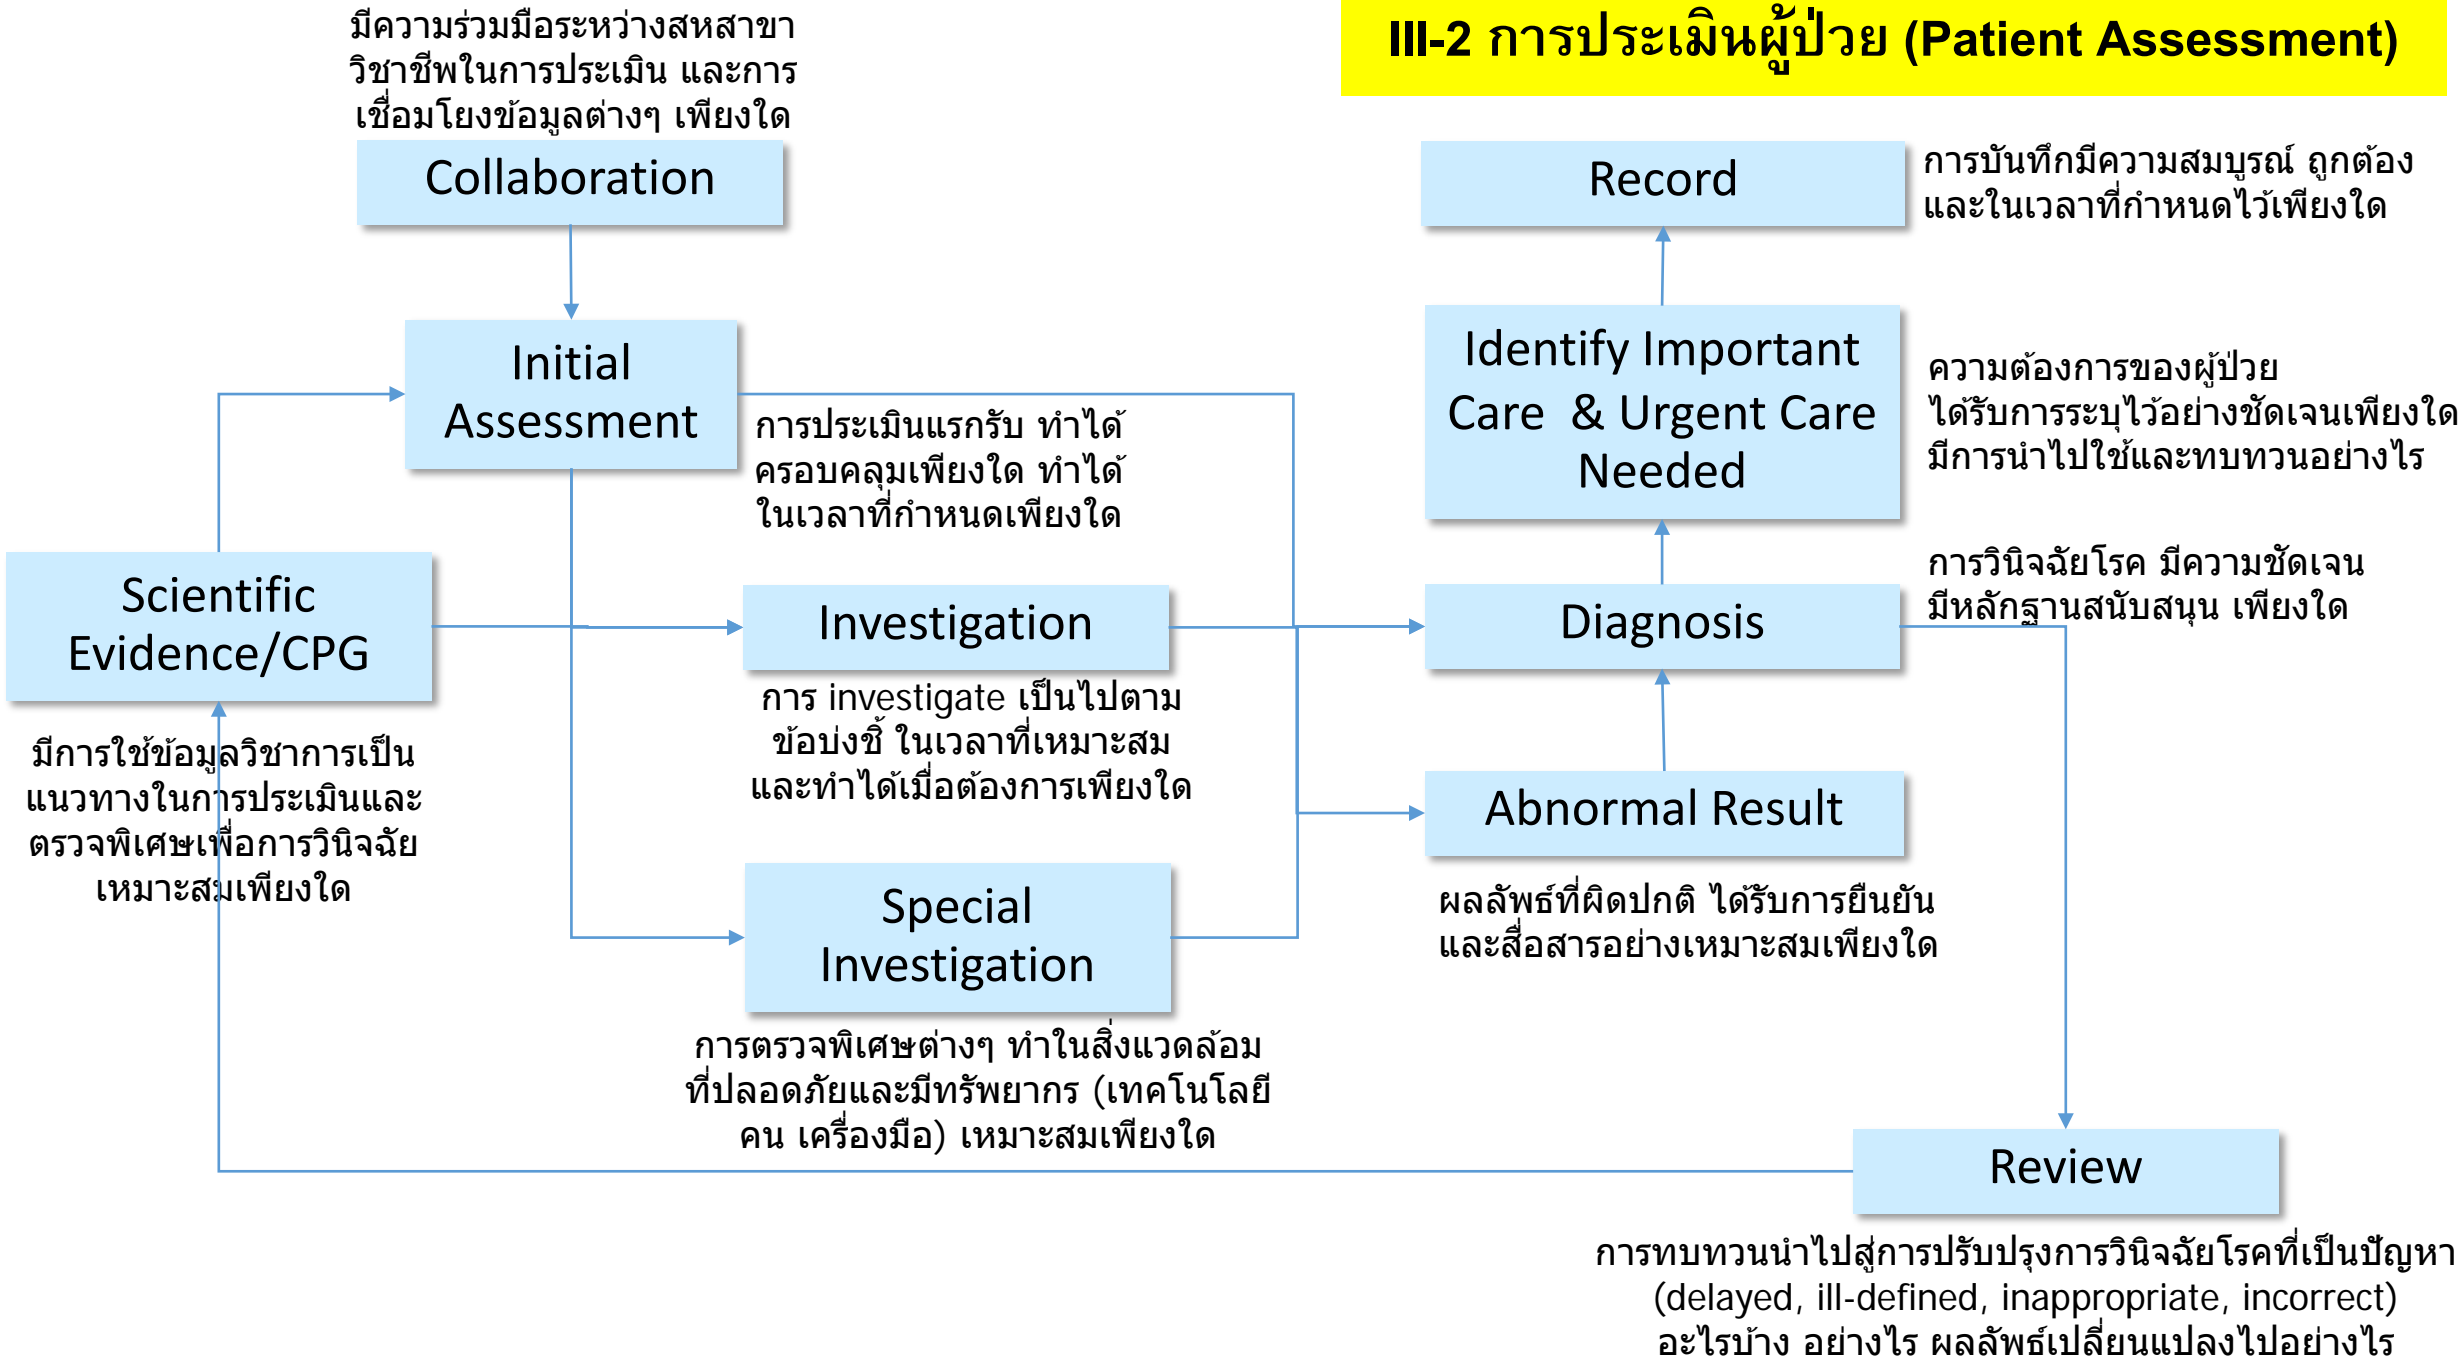 III-2 การประเมินผู้ป่วย (Patient Assessment)
มีความร่วมมือระหว่างสหสาขา
วิชาชีพในการประเมิน และการ
เชื่อมโยงข้อมูลต่างๆ เพียงใด
Collaboration
Record
การบันทึกมีความสมบูรณ์ ถูกต้อง
และในเวลาที่กำหนดไว้เพียงใด
Initial
Assessment
การประเมินแรกรับ ทำได้
ครอบคลุมเพียงใด ทำได้
ในเวลาที่กำหนดเพียงใด
Identify Important
Care & Urgent Care
Needed
ความต้องการของผู้ป่วย
ได้รับการระบุไว้อย่างชัดเจนเพียงใด
มีการนำไปใช้และทบทวนอย่างไร
Scientific
Evidence/CPG
มีการใช้ข้อมูลวิชาการเป็น
แนวทางในการประเมินและ
ตรวจพิเศษเพื่อการวินิจฉัย
เหมาะสมเพียงใด
Investigation
การ investigate เป็นไปตาม
ข้อบ่งชี้ ในเวลาที่เหมาะสม
และทำได้เมื่อต้องการเพียงใด
Diagnosis
การวินิจฉัยโรค มีความชัดเจน
มีหลักฐานสนับสนุน เพียงใด
Abnormal Result
ผลลัพธ์ที่ผิดปกติ ได้รับการยืนยัน
และสื่อสารอย่างเหมาะสมเพียงใด
Special
Investigation
การตรวจพิเศษต่างๆ ทำในสิ่งแวดล้อม
ที่ปลอดภัยและมีทรัพยากร (เทคโนโลยี
คน เครื่องมือ) เหมาะสมเพียงใด
Review
การทบทวนนำไปสู่การปรับปรุงการวินิจฉัยโรคที่เป็นปัญหา
(delayed, ill-defined, inappropriate, incorrect)
อะไรบ้าง อย่างไร ผลลัพธ์เปลี่ยนแปลงไปอย่างไร